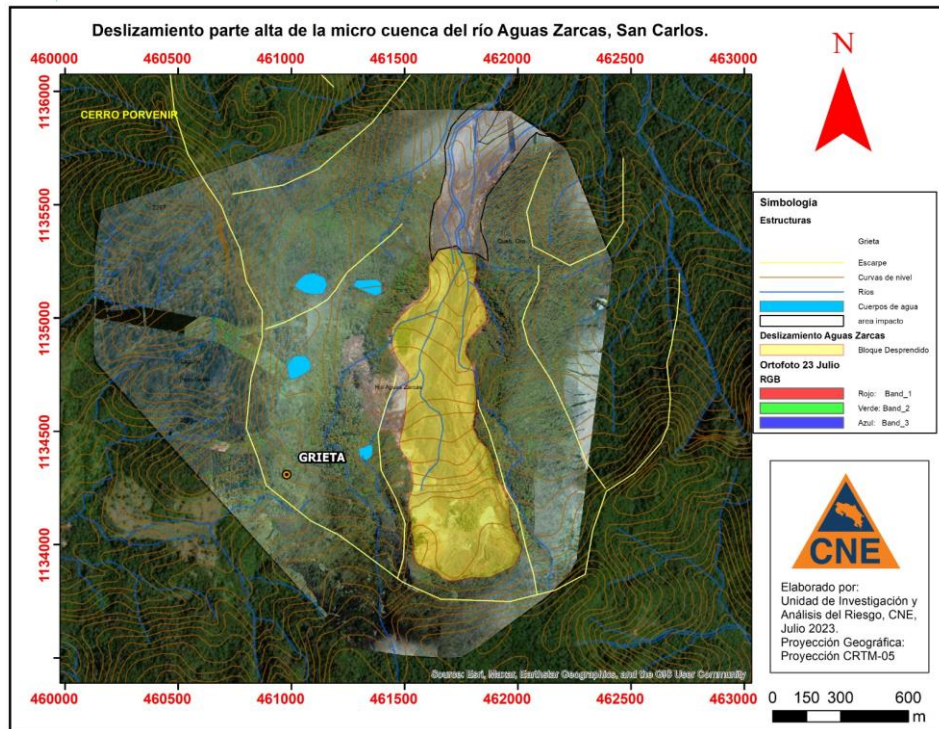 Deslizamiento parte alta de la micro cuenca del río Aguas Zarcas, San Carlos.
N
460000 460500 461000 461500 462000 462500 463000
1136000
1135500
1135000
1134500
1134000
CERRO PORVENIR
Río Aguas Zarcas
GRIETA
Source: Esri, Maxar, Earthstar Geographics, and the GIS User Community
460000 460500 461000 461500 462000 462500 463000
Simbologia
Estructuras
Grieta
Escarpe
Curvas de nivel
Ríos
Cuerpos de agua
area impacto
Deslizamiento Aguas Zarcas
Bloque Desprendido
Ortofoto 23 Julio
RGB
Rojo: Band_1
Verde: Band_2
Azul: Band_3
CNE
Elaborado por:
Unidad de Investigación y
Análisis del Riesgo, CNE,
Julio 2023.
Proyección Geográfica:
Proyección CRTM-05
0 150 300 600
m